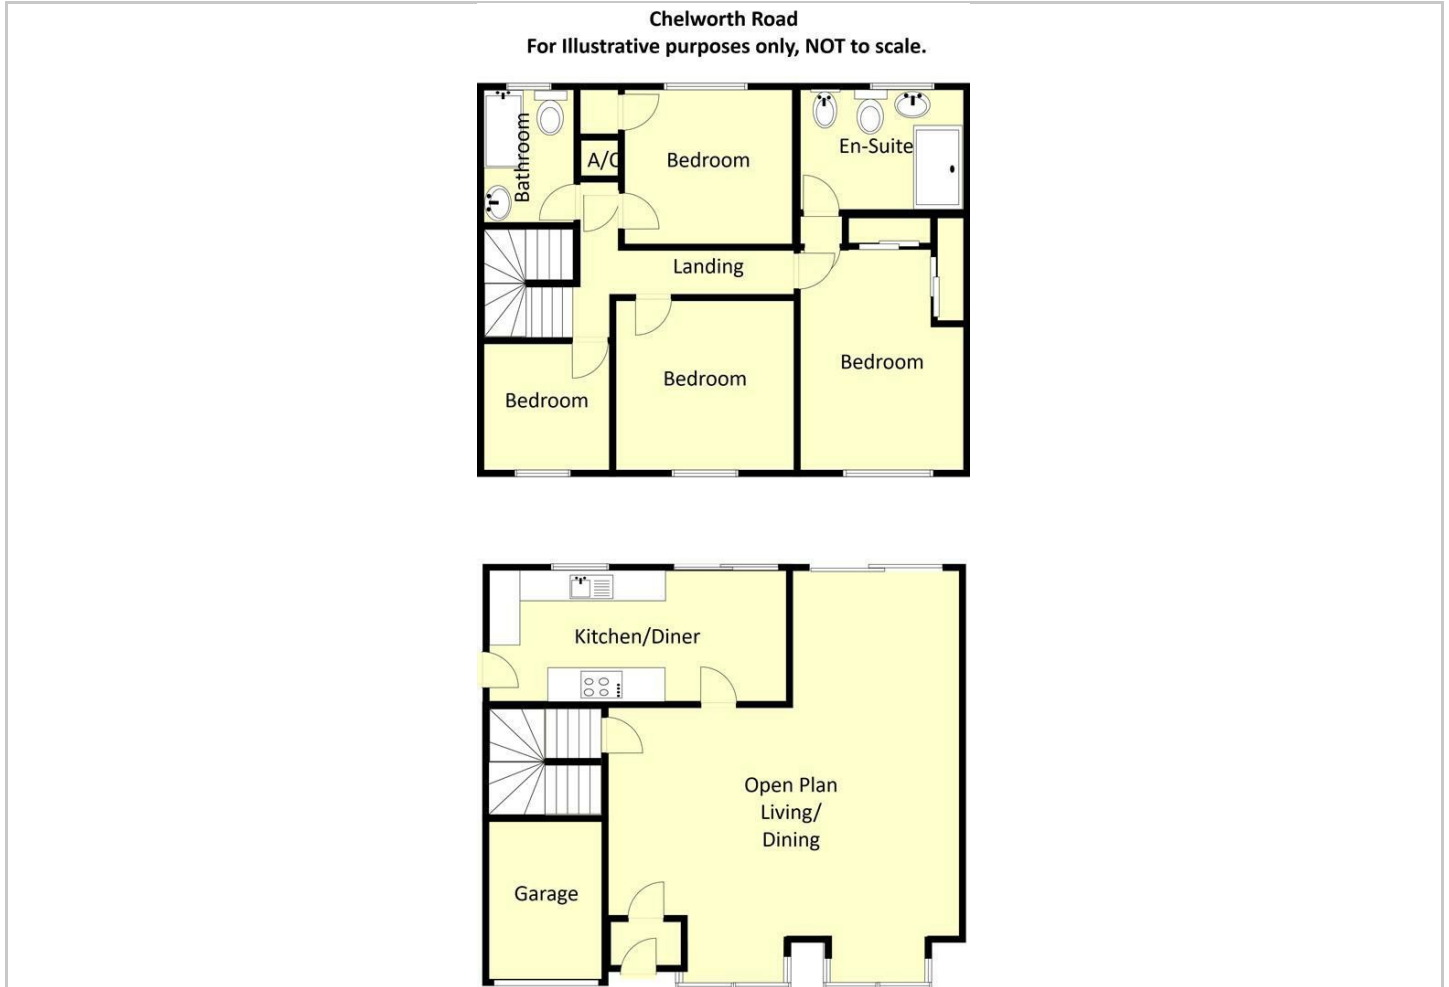 Chelworth Road
For Illustrative purposes only, NOT to scale.
Bathroom
A/C
Bedroom
En-Suite
Landing
Bedroom
Bedroom
Bedroom
Kitchen/Diner
Open Plan
Living/
Dining
Garage